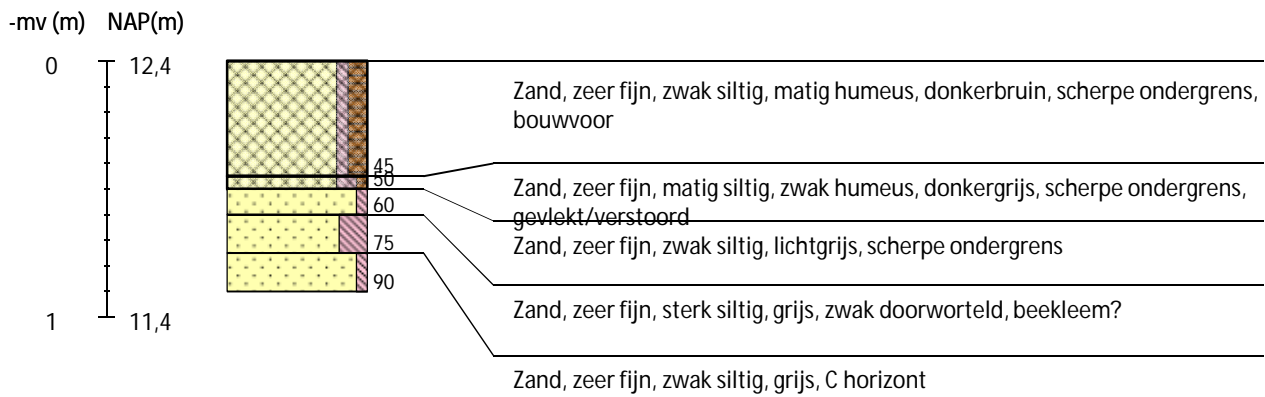 -mv (m) NAP(m)
0 12,4
Zand, zeer fijn, zwak siltig, matig humeus, donkerbruin, scherpe ondergrens,
bouwvoor
45
50
Zand, zeer fijn, matig siltig, zwak humeus, donkergrijs, scherpe ondergrens,
gevlekt/verstoord
60
Zand, zeer fijn, zwak siltig, lichtgrijs, scherpe ondergrens
75
90
Zand, zeer fijn, sterk siltig, grijs, zwak doorworteld, beekleem?
1 11,4
Zand, zeer fijn, zwak siltig, grijs, C horizont